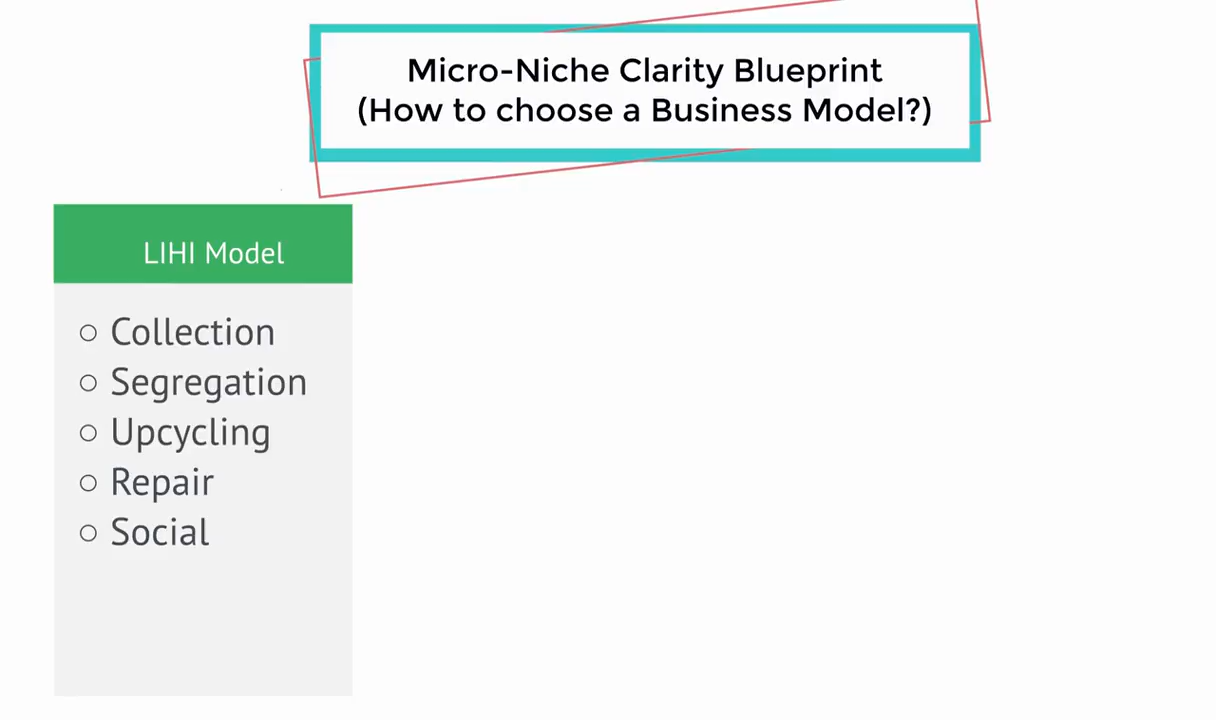 Micro-Niche Clarity Blueprint
(How to choose a Business Model?)
LIHI Model
Collection
Segregation
Upcycling
Repair
Social